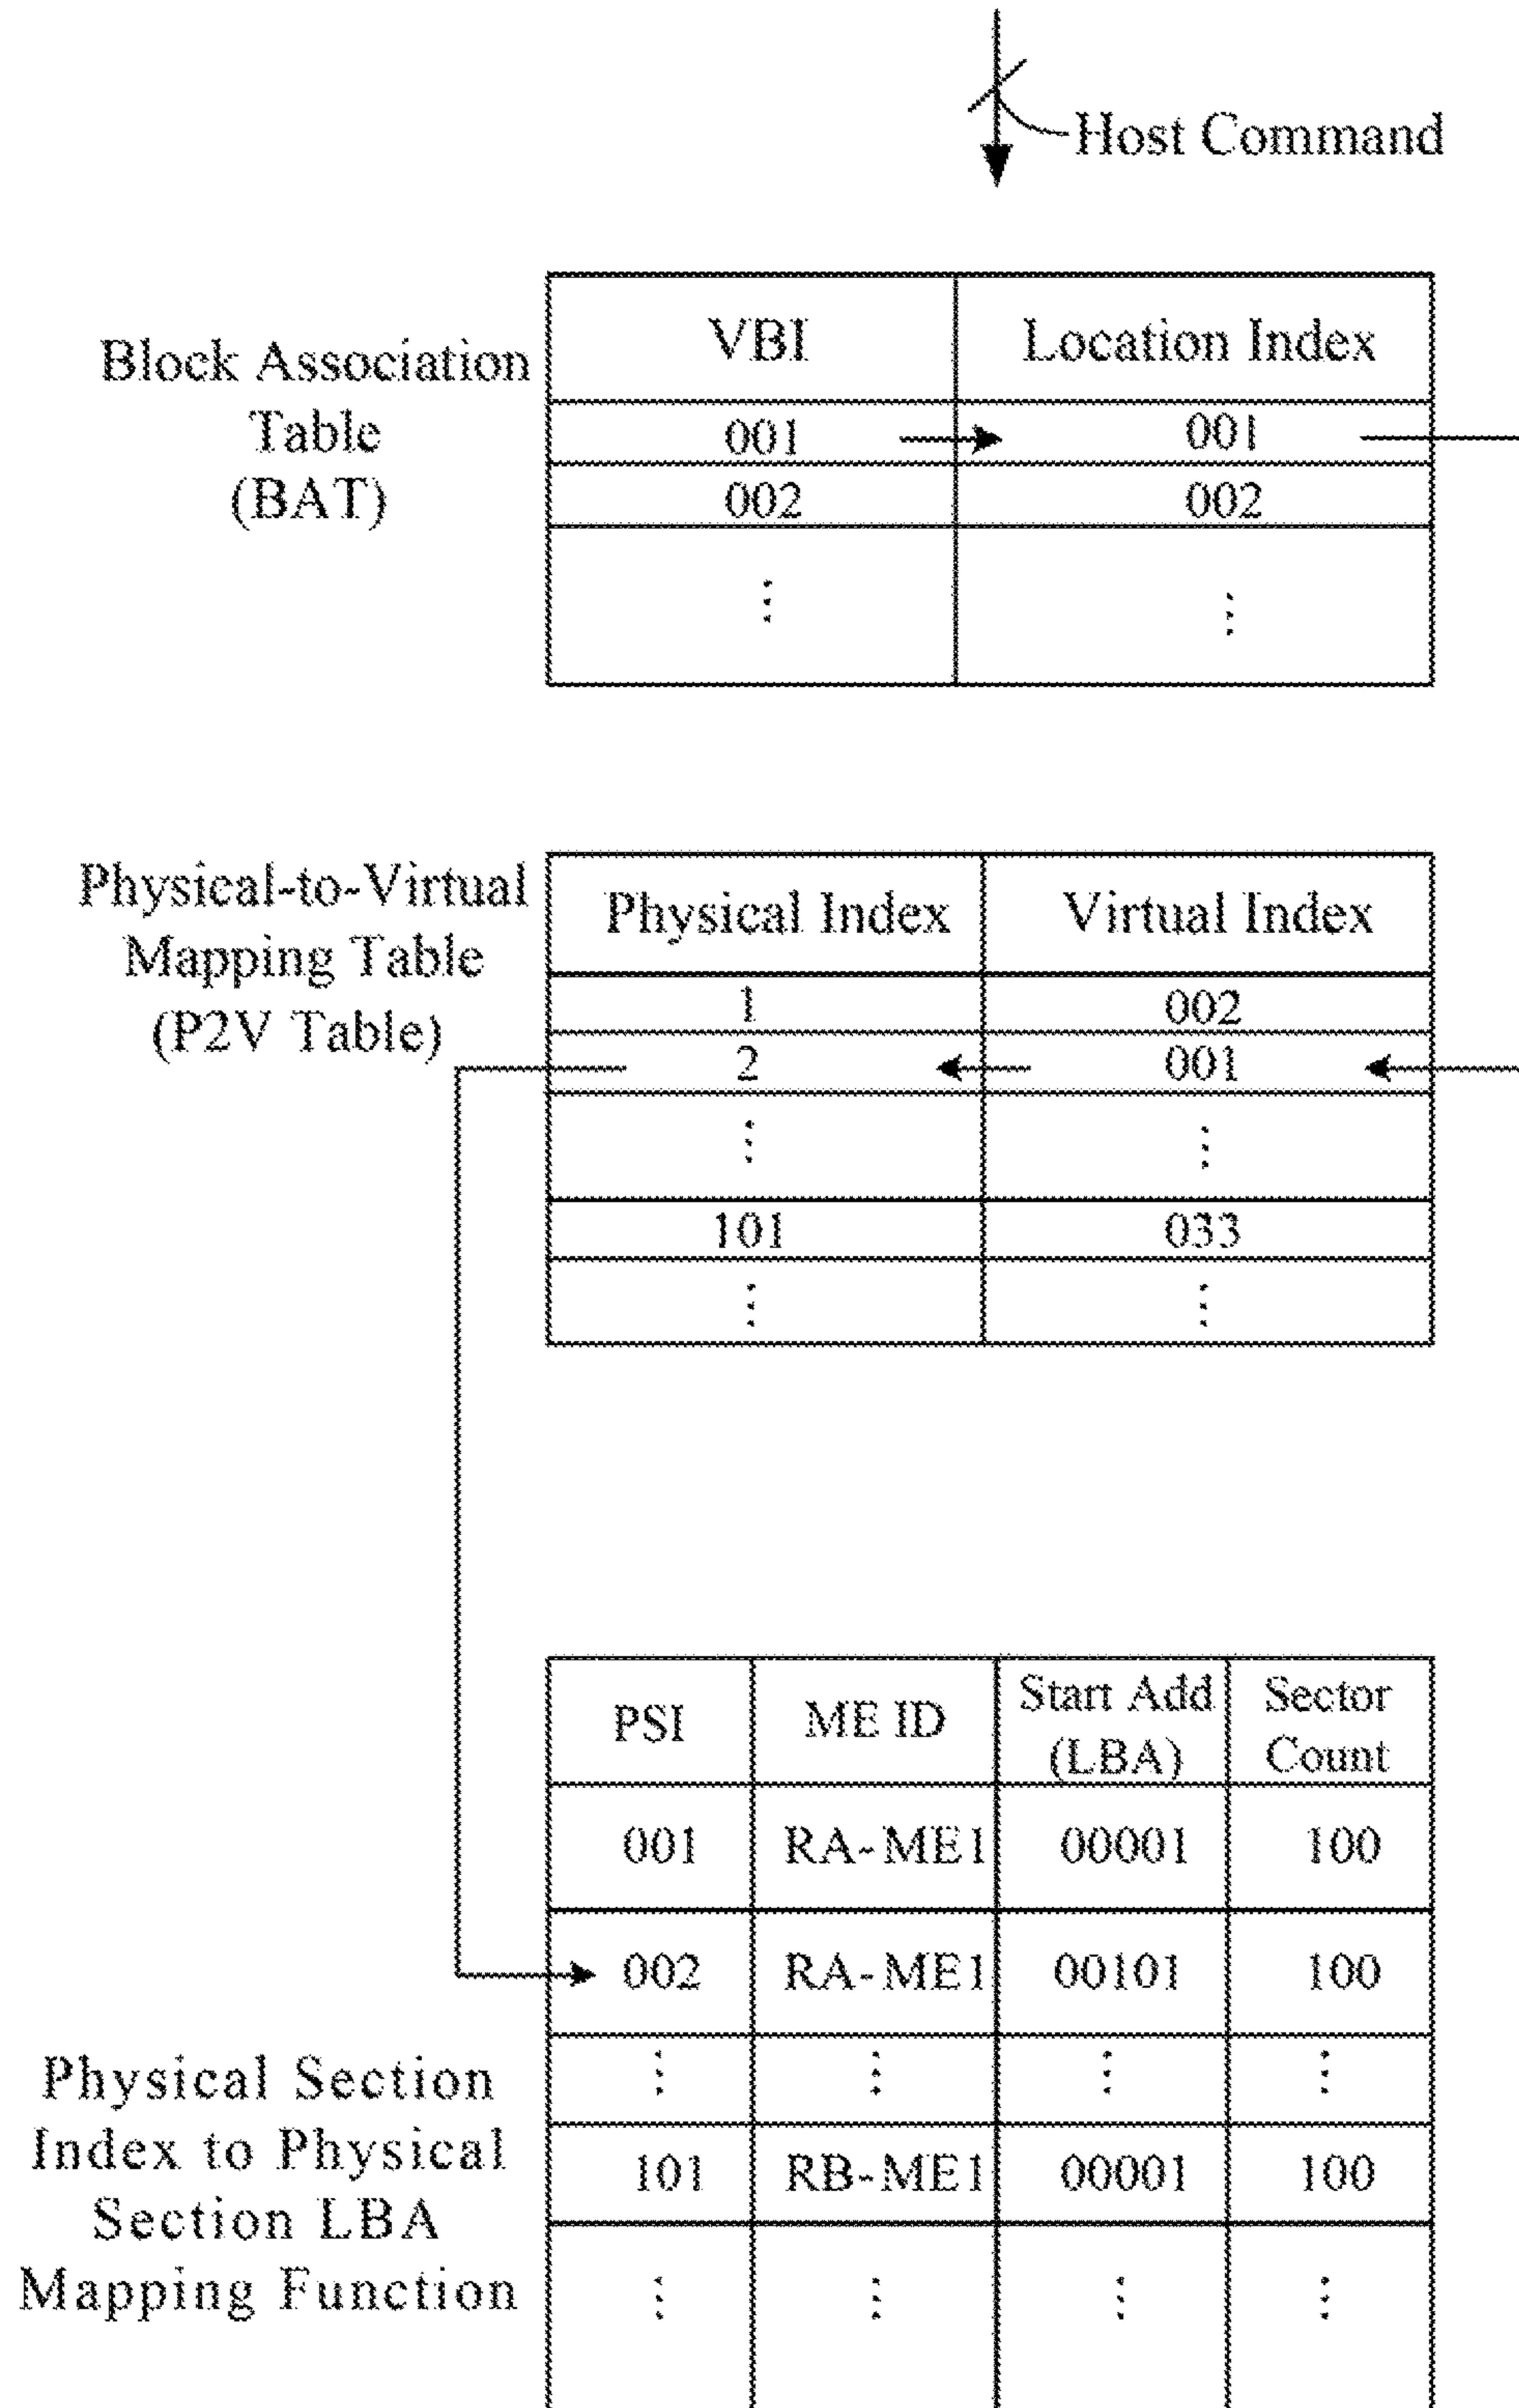 Host Command
Block Association
Table
(BAT)
VBI Location Index
001 001
002 002
⋮ ⋮
Physical-to-Virtual
Mapping Table
(P2V Table)
Physical Index Virtual Index
1 002
2 001
⋮ ⋮
101 033
⋮ ⋮
Physical Section
Index to Physical
Section LBA
Mapping Function
PSI ME ID Start Add (LBA) Sector Count
001 RA-ME1 00001 100
002 RA-ME1 00101 100
⋮ ⋮ ⋮ ⋮
101 RB-ME1 00001 100
⋮ ⋮ ⋮ ⋮